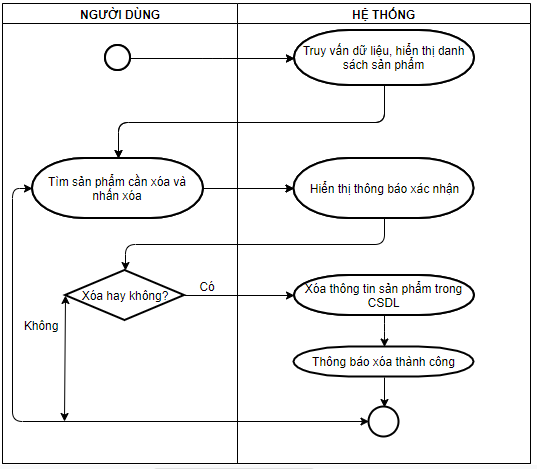 NGƯỜI DÙNG
HỆ THỐNG
Truy vấn dữ liệu, hiển thị danh
sách sản phẩm
Tìm sản phẩm cần xóa và
nhấn xóa
Hiển thị thông báo xác nhận
Xóa hay không?
Có
Xóa thông tin sản phẩm trong
CSDL
Không
Thông báo xóa thành công